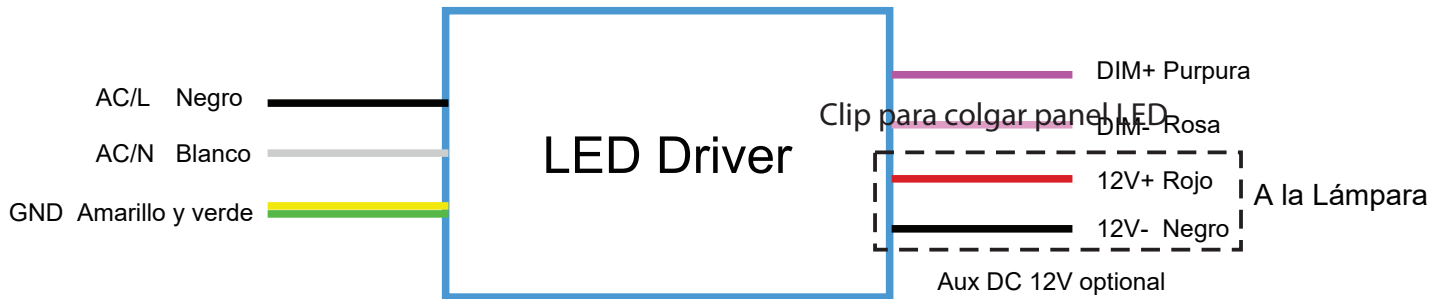 AC/L Negro
AC/N Blanco
GND Amarillo y verde
LED Driver
DIM+ Purpura
Clip para colgar panel LED
DIM- Rosa
12V+ Rojo
12V- Negro
A la Lámpara
Aux DC 12V optional